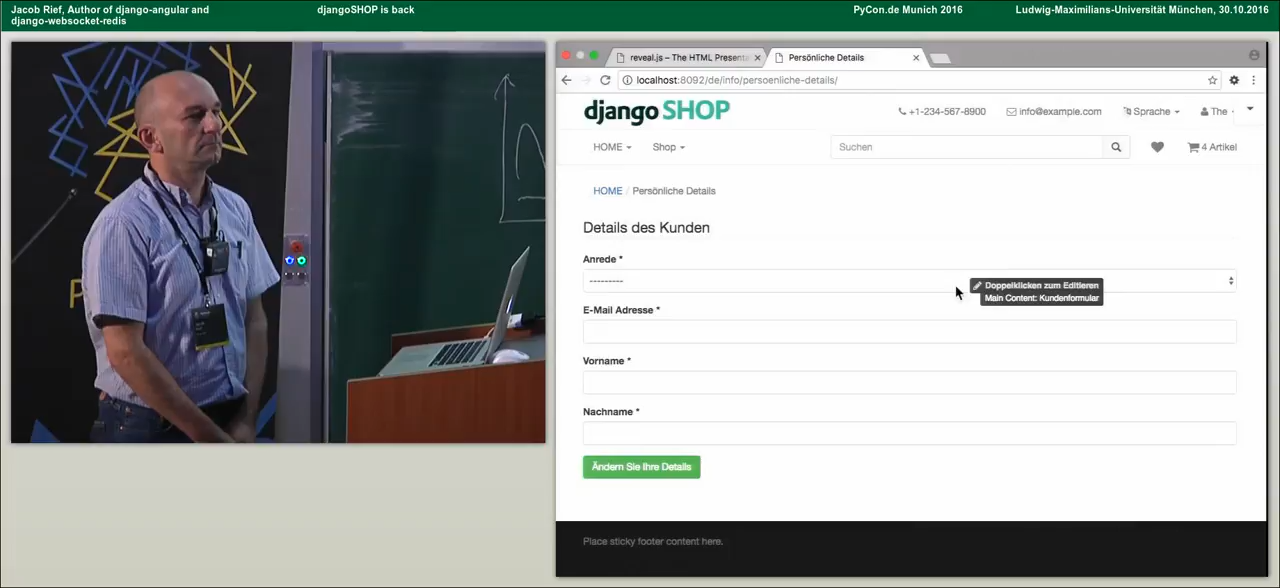 Jacob Rief, Author of django-angular and
django-websocket-redis
djangoSHOP is back
PyCon.de Munich 2016
Ludwig-Maximilians-Universität München, 30.10.2016
reveal.js – The HTML Presenta
Persönliche Details
localhost:8092/de/info/persoenliche-details/
django SHOP
+1-234-567-8900
info@example.com
Sprache
The
HOME
Shop
Suchen
4 Artikel
HOME / Persönliche Details
Details des Kunden
Anrede *
---------
Doppelklicken zum Editieren
Main Content: Kundenformular
E-Mail Adresse *
Vorname *
Nachname *
Ändern Sie Ihre Details
Place sticky footer content here.